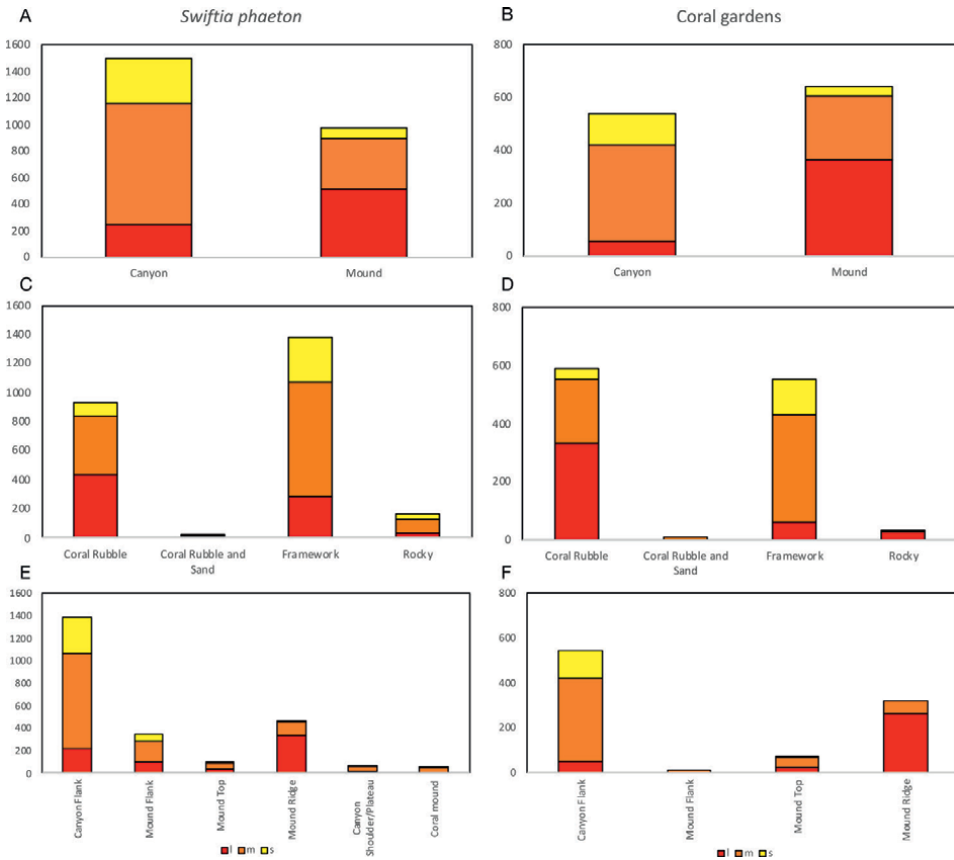 A
Swiftia phaeton
1600
1400
1200
1000
800
600
400
200
0
Canyon
Mound
B
Coral gardens
800
600
400
200
0
Canyon
Mound
C
1600
1400
1200
1000
800
600
400
200
0
Coral Rubble
Coral Rubble and
Sand
Framework
Rocky
D
800
600
400
200
0
Coral Rubble
Coral Rubble and
Sand
Framework
Rocky
E
1600
1400
1200
1000
800
600
400
200
0
Canyon Flank
Mound Flank
Mound Top
Mound Ridge
Canyon
Shoulder/Plateau
Coral mound
l m s
F
800
600
400
200
0
Canyon Flank
Mound Flank
Mound Top
Mound Ridge
l m s